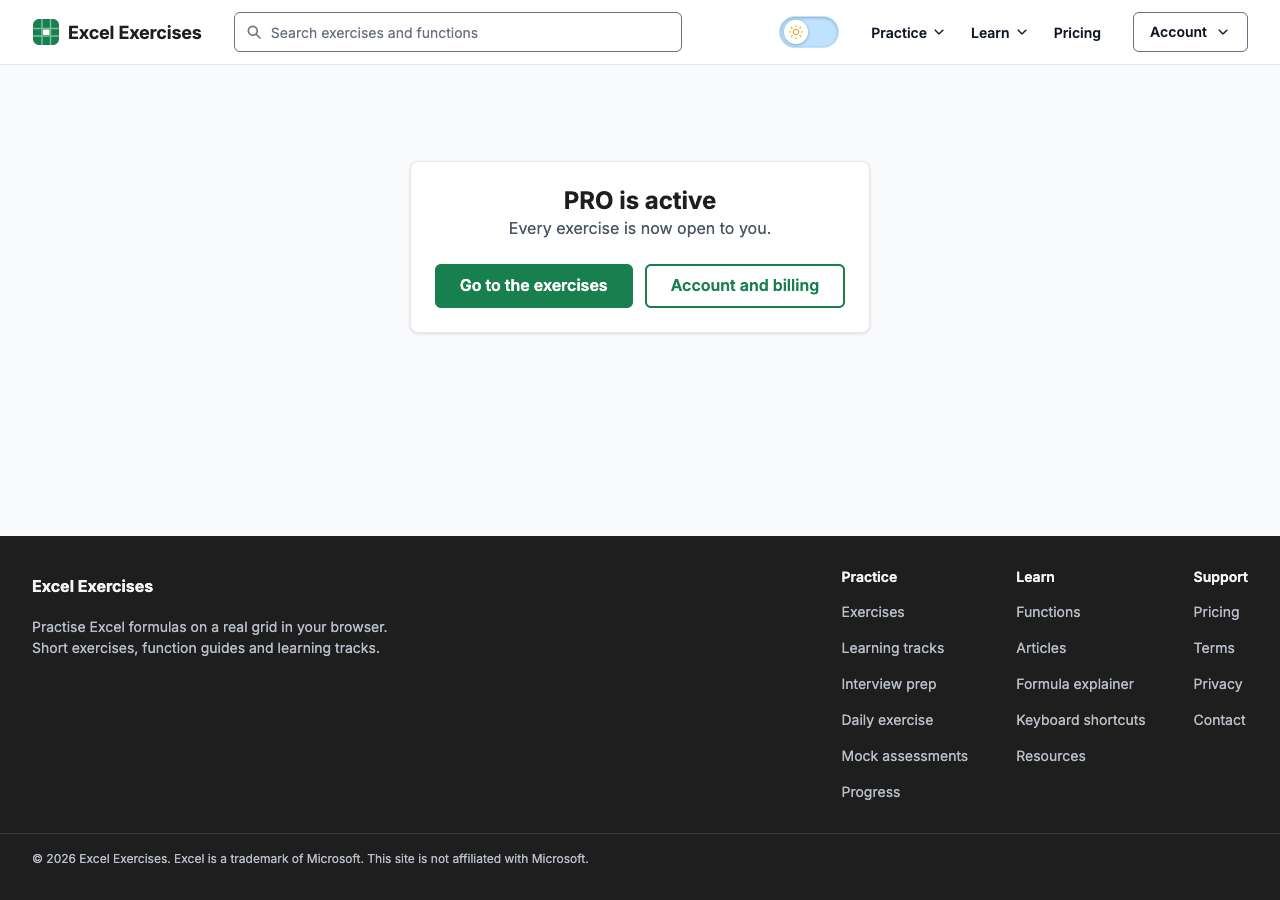 Excel Exercises
Search exercises and functions
Practice
Learn
Pricing
Account
PRO is active
Every exercise is now open to you.
Go to the exercises
Account and billing
Excel Exercises
Practise Excel formulas on a real grid in your browser.
Short exercises, function guides and learning tracks.
Practice
Exercises
Learning tracks
Interview prep
Daily exercise
Mock assessments
Progress
Learn
Functions
Articles
Formula explainer
Keyboard shortcuts
Resources
Support
Pricing
Terms
Privacy
Contact
© 2026 Excel Exercises. Excel is a trademark of Microsoft. This site is not affiliated with Microsoft.